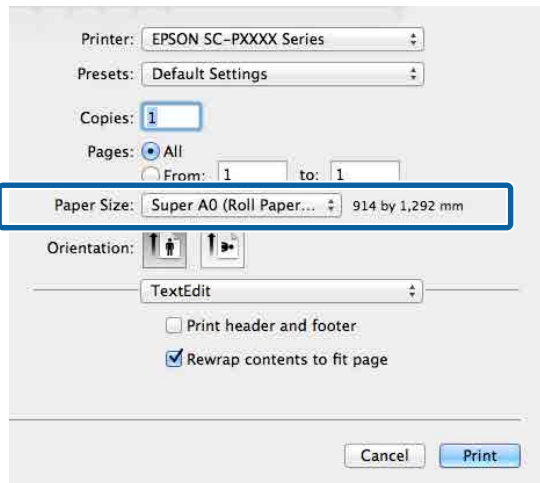 Printer: EPSON SC-PXXXX Series
Presets: Default Settings
Copies: 1
Pages: All
From: 1 to: 1
Paper Size: Super A0 (Roll Paper... 914 by 1,292 mm
Orientation:
TextEdit
Print header and footer
Rewrap contents to fit page
Cancel Print